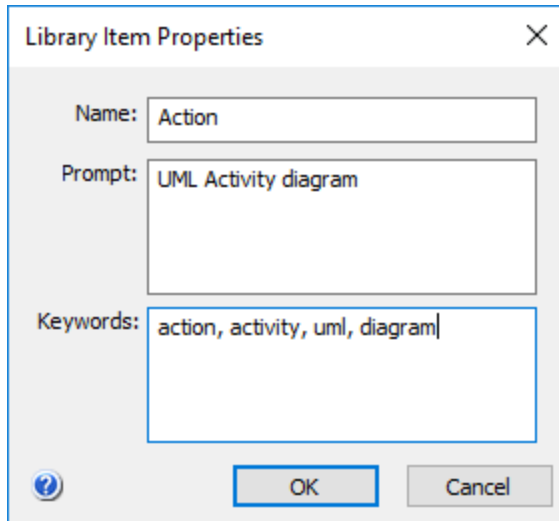 Library Item Properties
Name: Action
Prompt: UML Activity diagram
Keywords: action, activity, uml, diagram
OK Cancel